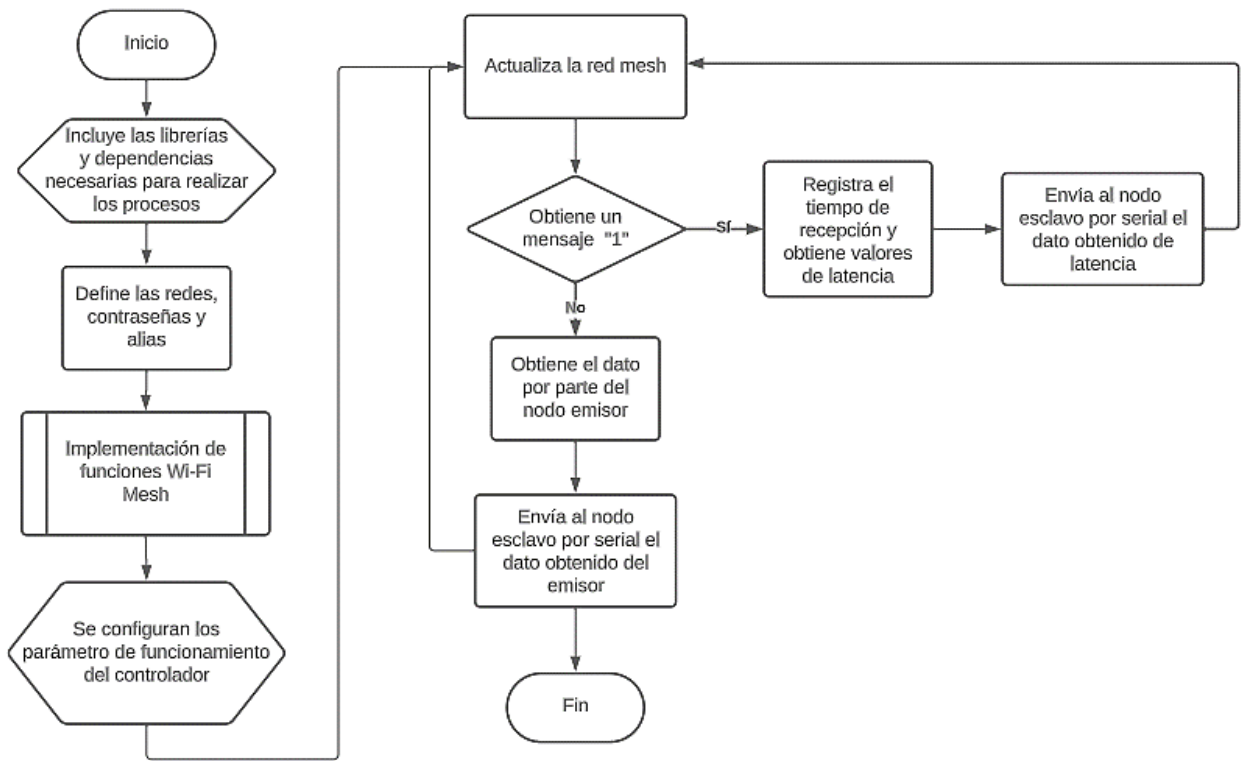 Inicio
Incluye las librerías
y dependencias
necesarias para realizar
los procesos
Define las redes,
contraseñas y
alias
Implementación de
funciones Wi-Fi
Mesh
Se configuran los
parámetro de funcionamiento
del controlador
Actualiza la red mesh
Obtiene un
mensaje "1"
Sí
Registra el
tiempo de
recepción y
obtiene valores
de latencia
Envía al nodo
esclavo por serial el
dato obtenido de
latencia
No
Obtiene el dato
por parte del
nodo emisor
Envía al nodo
esclavo por serial el
dato obtenido del
emisor
Fin